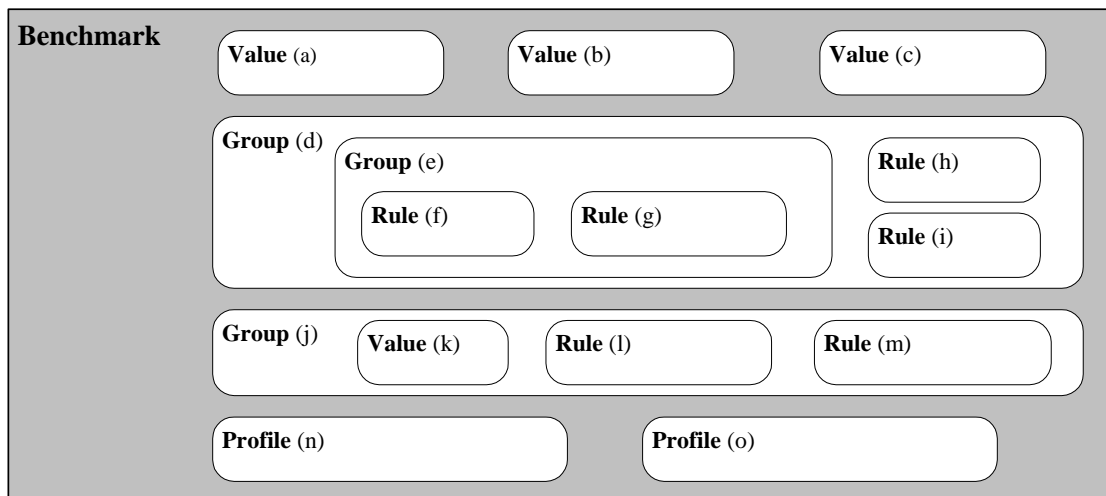 Benchmark
Value (a)
Value (b)
Value (c)
Group (d)
Group (e)
Rule (f)
Rule (g)
Rule (h)
Rule (i)
Group (j)
Value (k)
Rule (l)
Rule (m)
Profile (n)
Profile (o)